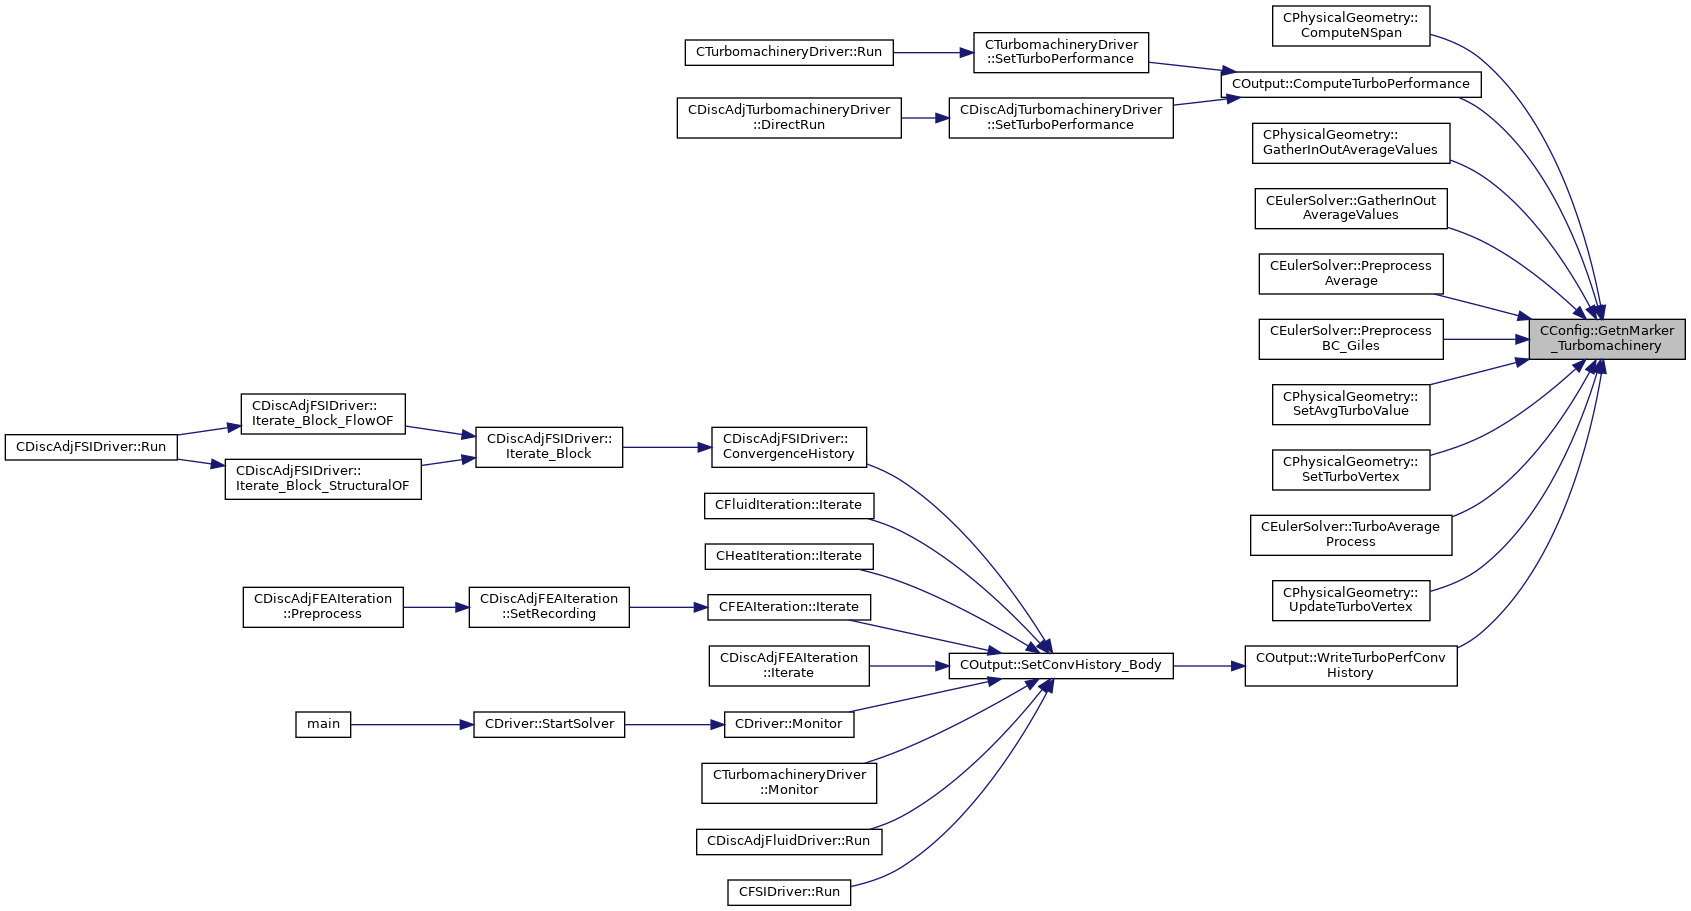 CPhysicalGeometry::
ComputeNSpan
CTurbomachineryDriver::Run
CTurbomachineryDriver
::SetTurboPerformance
COutput::ComputeTurboPerformance
CDiscAdjTurbomachineryDriver
::DirectRun
CDiscAdjTurbomachineryDriver
::SetTurboPerformance
CPhysicalGeometry::
GatherInOutAverageValues
CEulerSolver::GatherInOut
AverageValues
CEulerSolver::Preprocess
Average
CEulerSolver::Preprocess
BC_Giles
CConfig::GetnMarker
_Turbomachinery
CPhysicalGeometry::
SetAvgTurboValue
CDiscAdjFSIDriver::Run
CDiscAdjFSIDriver::
Iterate_Block_FlowOF
CDiscAdjFSIDriver::
Iterate_Block_StructuralOF
CDiscAdjFSIDriver::
Iterate_Block
CDiscAdjFSIDriver::
ConvergenceHistory
CPhysicalGeometry::
SetTurboVertex
CFluidIteration::Iterate
CEulerSolver::TurboAverage
Process
CHeatIteration::Iterate
CDiscAdjFEAIteration
::Preprocess
CDiscAdjFEAIteration
::SetRecording
CFEAIteration::Iterate
CPhysicalGeometry::
UpdateTurboVertex
CDiscAdjFEAIteration
::Iterate
COutput::SetConvHistory_Body
COutput::WriteTurboPerfConv
History
main
CDriver::StartSolver
CDriver::Monitor
CTurbomachineryDriver
::Monitor
CDiscAdjFluidDriver::Run
CFSIDriver::Run